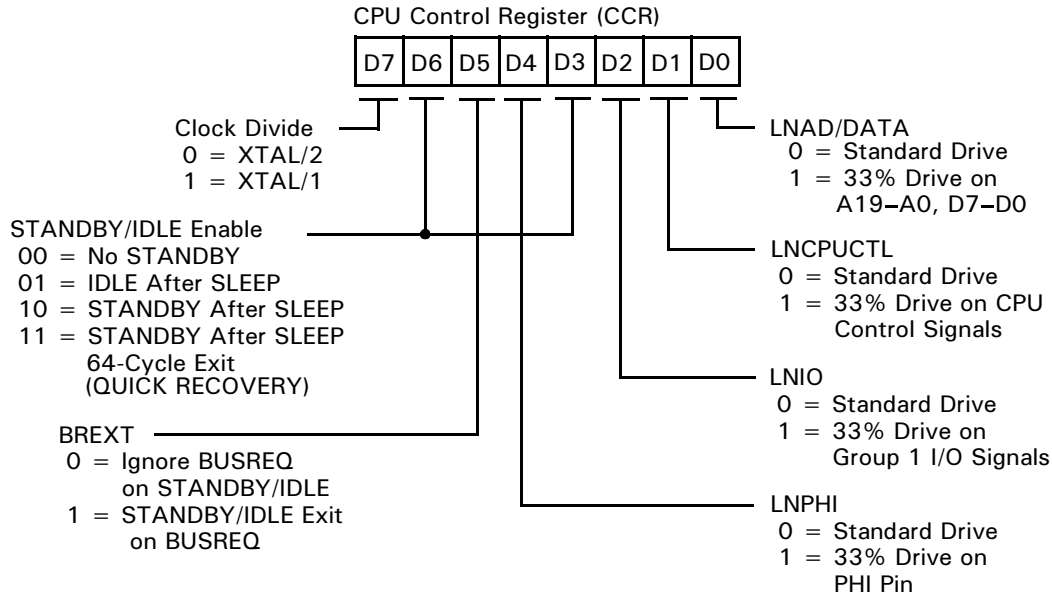 CPU Control Register (CCR)
D7 D6 D5 D4 D3 D2 D1 D0
Clock Divide
0 = XTAL/2
1 = XTAL/1
STANDBY/IDLE Enable
00 = No STANDBY
01 = IDLE After SLEEP
10 = STANDBY After SLEEP
11 = STANDBY After SLEEP
64-Cycle Exit
(QUICK RECOVERY)
BREXT
0 = Ignore BUSREQ
on STANDBY/IDLE
1 = STANDBY/IDLE Exit
on BUSREQ
LNAD/DATA
0 = Standard Drive
1 = 33% Drive on
A19–A0, D7–D0
LNCPUCTL
0 = Standard Drive
1 = 33% Drive on CPU
Control Signals
LNIO
0 = Standard Drive
1 = 33% Drive on
Group 1 I/O Signals
LNPHI
0 = Standard Drive
1 = 33% Drive on
PHI Pin